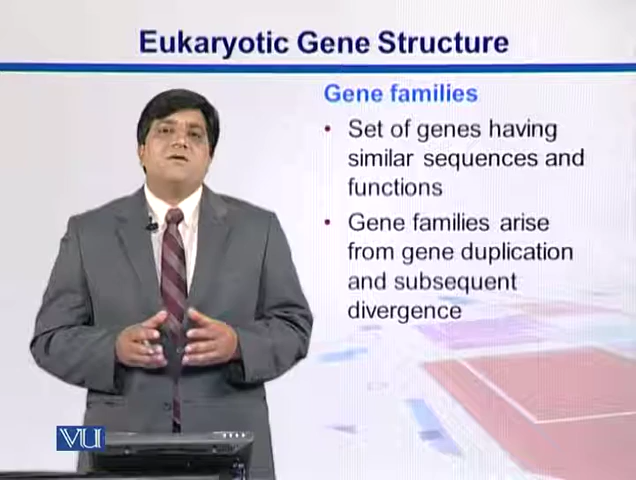 Eukaryotic Gene Structure
Gene families
• Set of genes having
similar sequences and
functions
• Gene families arise
from gene duplication
and subsequent
divergence
VU